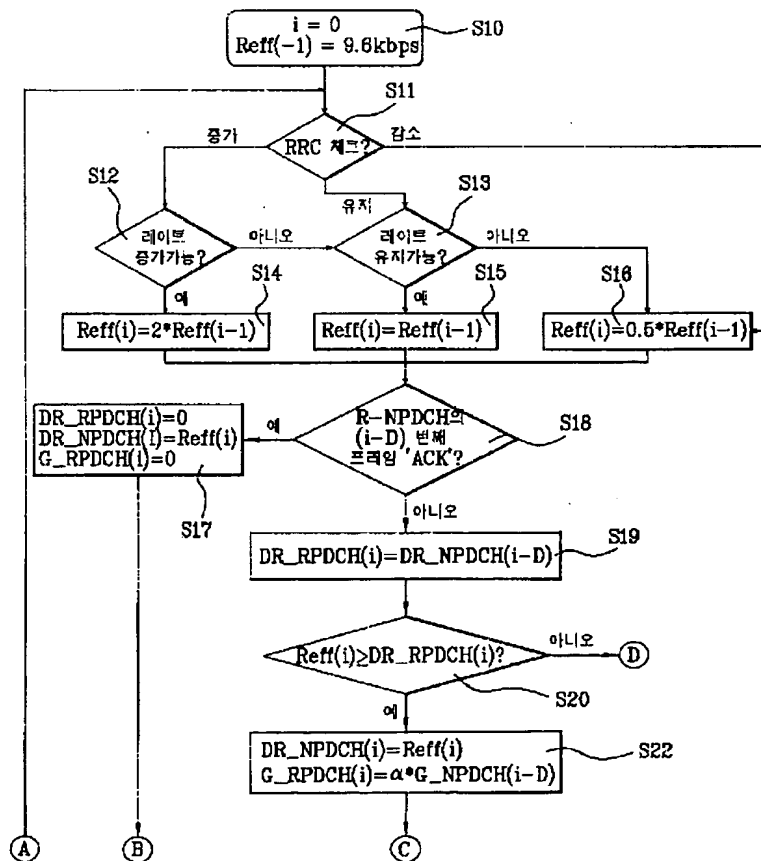 i = 0
Reff(-1) = 9.6kbps
S10
S11
증가
RRC 체크?
감소
S12
유지
S13
레이트
증가가능?
아니오
레이트
유지가능?
아니오
예
S14
예
S15
S16
Reff(i)=2*Reff(i-1)
Reff(i)=Reff(i-1)
Reff(i)=0.5*Reff(i-1)
DR_RPDCH(i)=0
DR_NPDCH(I)=Reff(i)
G_RPDCH(i)=0
예
R-NPDCH의
(i-D) 번째
프레임 'ACK'?
S18
S17
아니오
DR_RPDCH(i)=DR_NPDCH(i-D)
S19
Reff(i)≥DR_RPDCH(i)?
아니오
D
S20
예
DR_NPDCH(i)=Reff(i)
G_RPDCH(i)=α*G_NPDCH(i-D)
S22
A
B
C